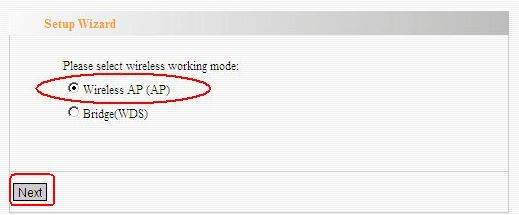 Setup Wizard
Please select wireless working mode:
Wireless AP (AP)
Bridge(WDS)
Next